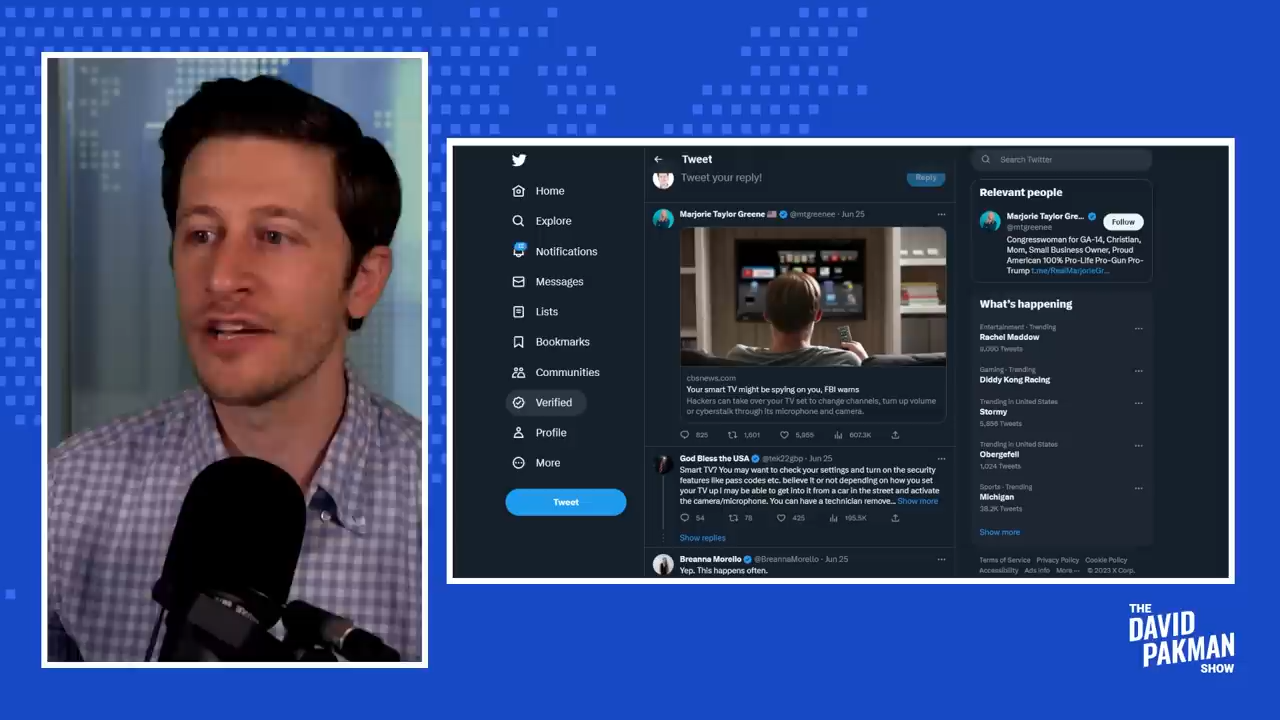 Home
Explore
Notifications
Messages
Lists
Bookmarks
Communities
Verified
Profile
More
Tweet
Tweet
Tweet your reply!
Reply
Marjorie Taylor Greene @mtgreenee · Jun 25
cbsnews.com
Your smart TV might be spying on you, FBI warns
Hackers can take over your TV set to change channels, turn up volume
or cyberstalk through its microphone and camera.
825 1,601 5,855 607.3K
God Bless the USA @tek22gbp · Jun 25
Smart TV? You may want to check your settings and turn on the security
features like pass codes etc. believe it or not depending on how you set
your TV up I may be able to get into it from a car in the street and activate
the camera/microphone. You can have a technician remove... Show more
54 78 425 195.5K
Show replies
Breanna Morello @BreannaMorello · Jun 25
Yep. This happens often.
Search Twitter
Relevant people
Marjorie Taylor Gre...
@mtgreenee
Follow
Congresswoman for GA-14, Christian,
Mom, Small Business Owner, Proud
American 100% Pro-Life Pro-Gun Pro-
Trump t.me/RealMarjorieGr...
What's happening
Entertainment · Trending
Rachel Maddow
9,090 Tweets
Gaming · Trending
Diddy Kong Racing
Trending in United States
Stormy
5,856 Tweets
Trending in United States
Obergefell
1,024 Tweets
Sports · Trending
Michigan
38.2K Tweets
Show more
Terms of Service Privacy Policy Cookie Policy
Accessibility Ads info More ··· © 2023 X Corp.
THE
DAVID
PAKMAN
SHOW